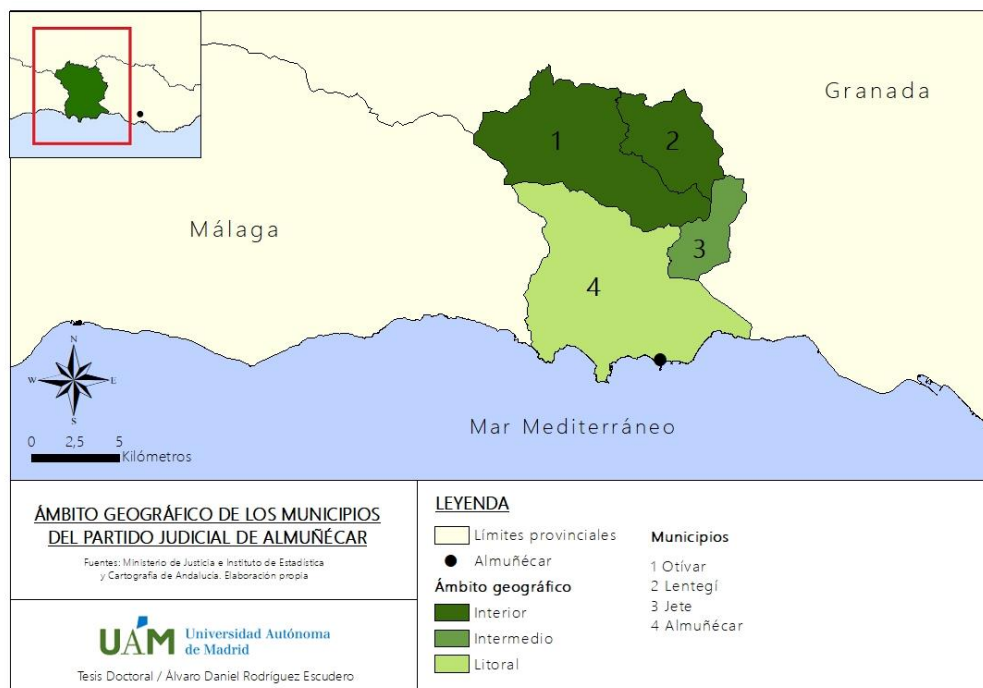 Granada
1
2
Málaga
3
4
N
W
E
S
Mar Mediterráneo
0 2,5 5
Kilómetros
ÁMBITO GEOGRÁFICO DE LOS MUNICIPIOS
DEL PARTIDO JUDICIAL DE ALMUÑÉCAR
Fuentes: Ministerio de Justicia e Instituto de Estadística
y Cartografía de Andalucía. Elaboración propia
UAM Universidad Autónoma
de Madrid
Tesis Doctoral / Álvaro Daniel Rodríguez Escudero
LEYENDA
Límites provinciales
Almuñécar
Ámbito geográfico
Interior
Intermedio
Litoral
Municipios
1 Otívar
2 Lentegí
3 Jete
4 Almuñécar